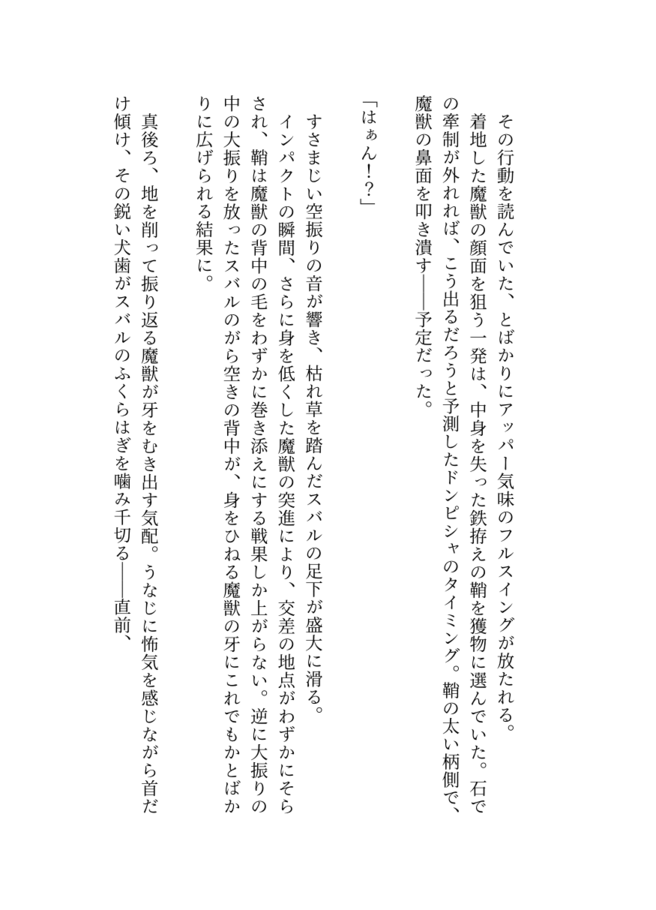 その行動を読んでいた、とばかりにアッパー気味のフルスイングが放たれる。
　着地した魔獣の顔面を狙う一発は、中身を失った鉄拵えの鞘を獲物に選んでいた。石で
の牽制が外れれば、こう出るだろうと予測したドンピシャのタイミング。鞘の太い柄側で、
魔獣の鼻面を叩き潰す――予定だった。
「はぁん！？」
　すさまじい空振りの音が響き、枯れ草を踏んだスバルの足下が盛大に滑る。
　インパクトの瞬間、さらに身を低くした魔獣の突進により、交差の地点がわずかにそら
され、鞘は魔獣の背中の毛をわずかに巻き添えにする戦果しか上がらない。逆に大振りの
中の大振りを放ったスバルのがら空きの背中が、身をひねる魔獣の牙にこれでもかとばか
りに広げられる結果に。
　真後ろ、地を削って振り返る魔獣が牙をむき出す気配。うなじに怖気を感じながら首だ
け傾け、その鋭い犬歯がスバルのふくらはぎを噛み千切る――直前、